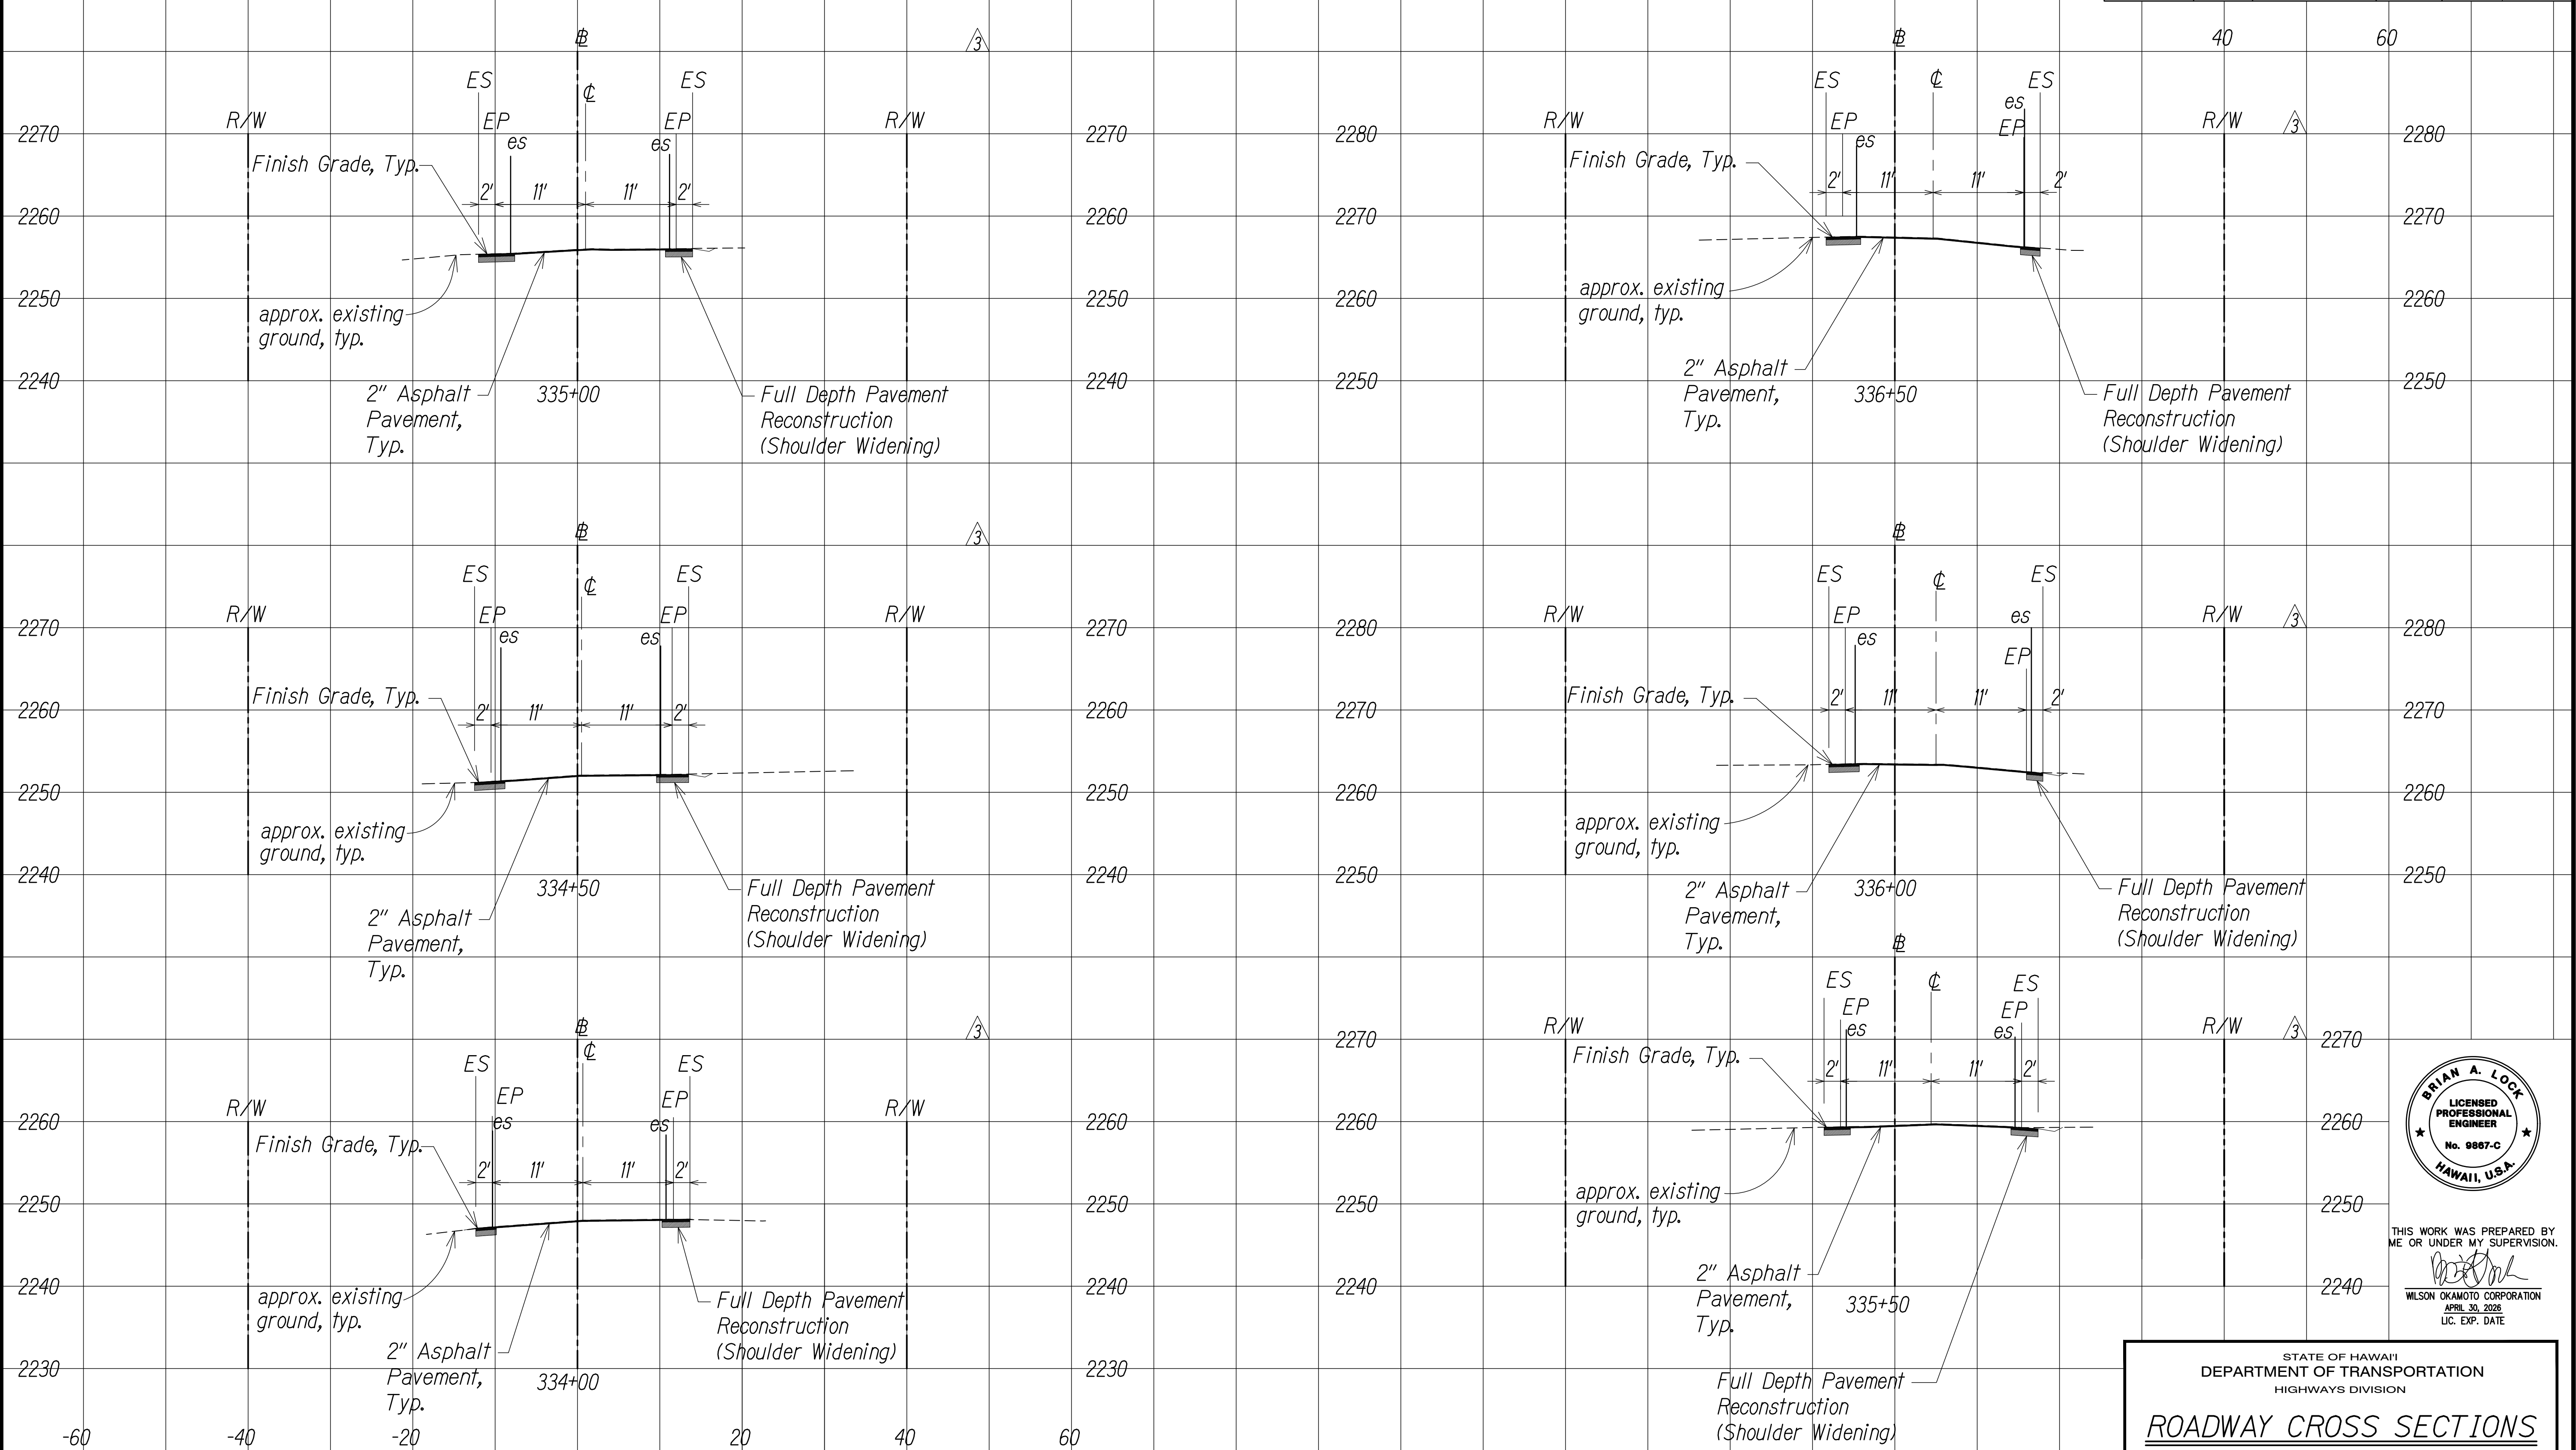 ℄
3
ES
ES
℄
R/W
EP
EP
R/W
es
es
2270
2270
Finish Grade, Typ.
2'
11'
11'
2'
2260
2260
2250
2250
approx. existing
ground, typ.
2240
2240
2" Asphalt
Pavement,
Typ.
335+00
Full Depth Pavement
Reconstruction
(Shoulder Widening)
40
60
ES
℄
ES
es
R/W
EP
EP
R/W
3
es
2280
2280
Finish Grade, Typ.
2'
11'
11'
2'
2270
2270
approx. existing
ground, typ.
2260
2260
2" Asphalt
Pavement,
Typ.
2250
2250
336+50
Full Depth Pavement
Reconstruction
(Shoulder Widening)
3
ES
ES
℄
R/W
EP
EP
R/W
es
es
2270
2270
Finish Grade, Typ.
2'
11'
11'
2'
2260
2260
2250
2250
approx. existing
ground, typ.
2240
2240
334+50
2" Asphalt
Pavement,
Typ.
Full Depth Pavement
Reconstruction
(Shoulder Widening)
ES
℄
ES
R/W
EP
es
R/W
3
es
EP
2280
2280
Finish Grade, Typ.
2'
11'
11'
2'
2270
2270
2260
2260
approx. existing
ground, typ.
2250
2250
2" Asphalt
Pavement,
Typ.
336+00
Full Depth Pavement
Reconstruction
(Shoulder Widening)
3
℄
ES
ES
R/W
EP
EP
R/W
es
es
2260
2260
Finish Grade, Typ.
2'
11'
11'
2'
2250
2250
2240
2240
approx. existing
ground, typ.
2" Asphalt
Pavement,
Typ.
334+00
Full Depth Pavement
Reconstruction
(Shoulder Widening)
2230
2230
-60
-40
-20
20
40
60
ES
℄
ES
EP
EP
R/W
es
es
R/W
3
2270
2270
Finish Grade, Typ.
2'
11'
11'
2'
2260
2260
approx. existing
ground, typ.
2250
2250
2240
2240
2" Asphalt
Pavement,
Typ.
335+50
Full Depth Pavement
Reconstruction
(Shoulder Widening)
BRIAN A. LOCK
LICENSED
PROFESSIONAL
ENGINEER
No. 9867-C
HAWAII, U.S.A.
THIS WORK WAS PREPARED BY
ME OR UNDER MY SUPERVISION.
WILSON OKAMOTO CORPORATION
APRIL 30, 2026
LIC. EXP. DATE
STATE OF HAWAI'I
DEPARTMENT OF TRANSPORTATION
HIGHWAYS DIVISION
ROADWAY CROSS SECTIONS